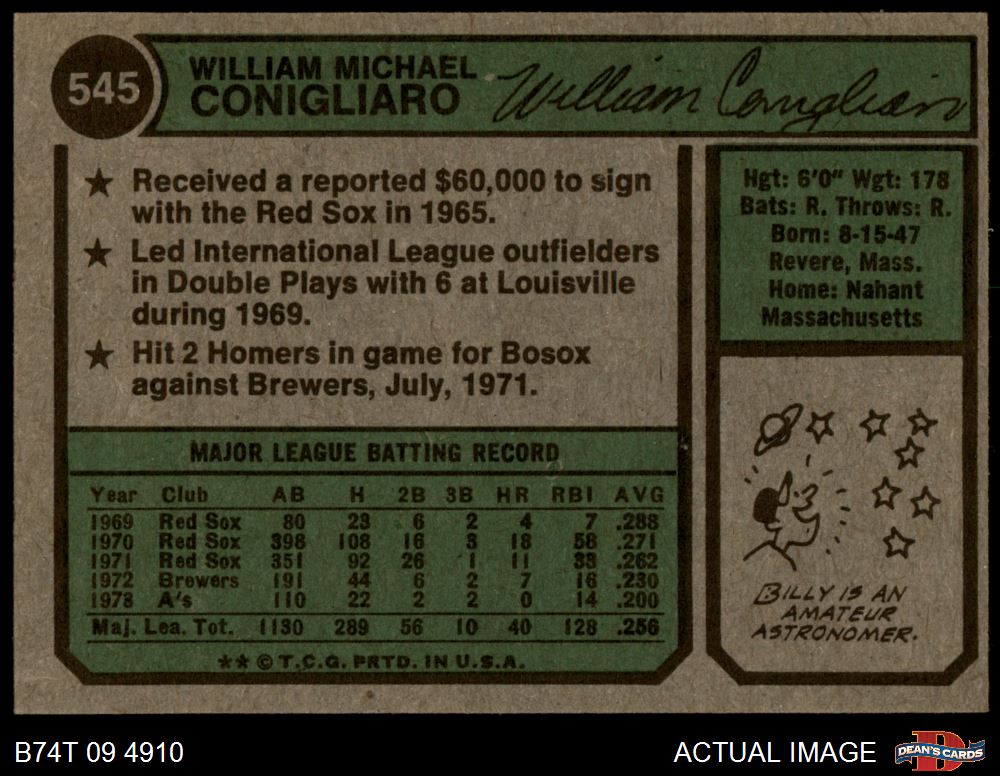 545
WILLIAM MICHAEL
CONIGLIARO
William Conigliaro
★ Received a reported $60,000 to sign
with the Red Sox in 1965.
★ Led International League outfielders
in Double Plays with 6 at Louisville
during 1969.
★ Hit 2 Homers in game for Bosox
against Brewers, July, 1971.
Hgt: 6'0" Wgt: 178
Bats: R. Throws: R.
Born: 8-15-47
Revere, Mass.
Home: Nahant
Massachusetts
MAJOR LEAGUE BATTING RECORD
Year Club AB H 2B 3B HR RBI AVG
1969 Red Sox 80 23 6 2 4 7 .288
1970 Red Sox 398 108 16 3 18 58 .271
1971 Red Sox 351 92 26 1 11 33 .262
1972 Brewers 191 44 6 2 7 16 .230
1973 A's 110 22 2 2 0 14 .200
Maj. Lea. Tot. 1130 289 56 10 40 128 .256
★★ © T.C.G. PRTD. IN U.S.A.
BILLY IS AN
AMATEUR
ASTRONOMER.
B74T 09 4910
ACTUAL IMAGE
DEAN'S CARDS